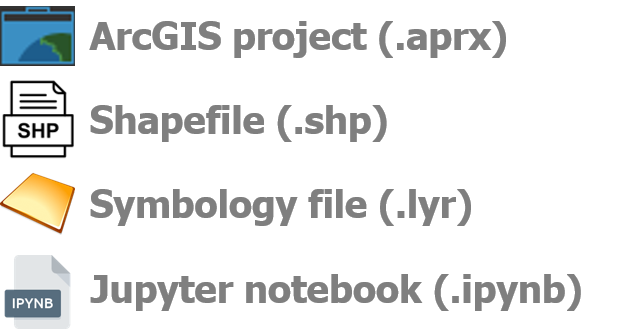 ArcGIS project (.aprx)
SHP
Shapefile (.shp)
Symbology file (.lyr)
IPYNB
Jupyter notebook (.ipynb)